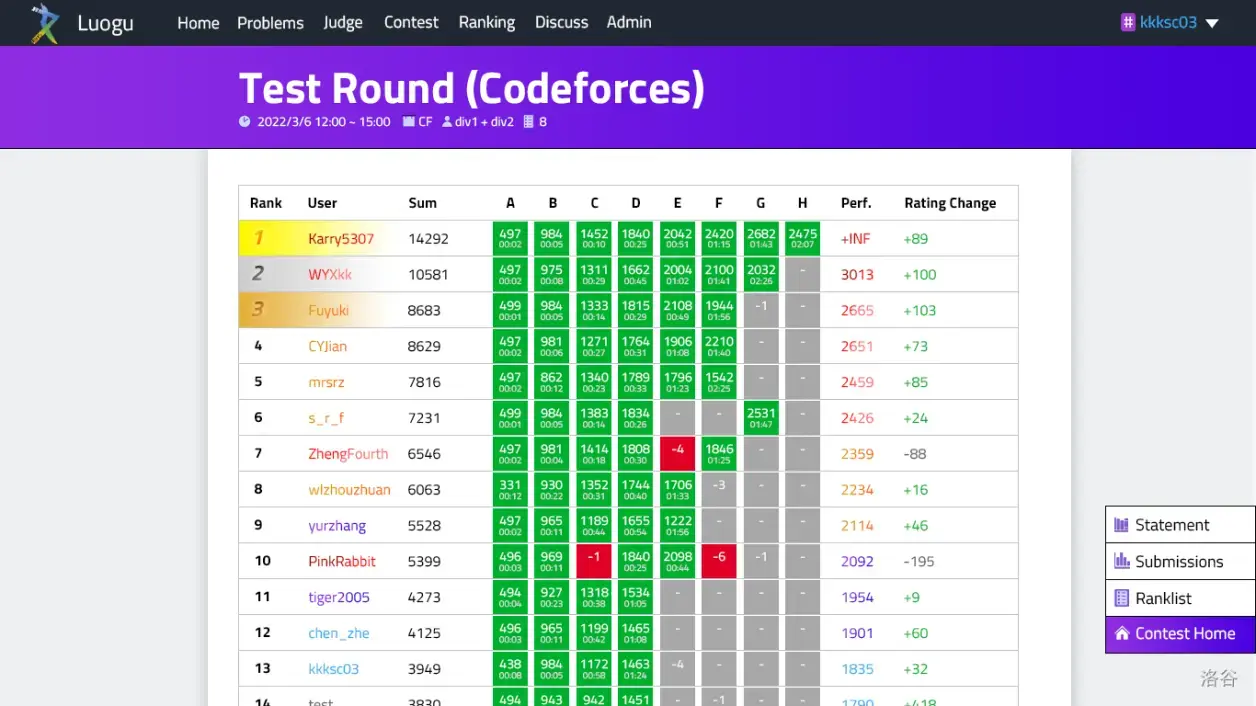 Luogu Home Problems Judge Contest Ranking Discuss Admin # kkksc03
Test Round (Codeforces)
2022/3/6 12:00 ~ 15:00 CF div1 + div2 8
Rank User Sum A B C D E F G H Perf. Rating Change
1 Karry5307 14292 497 984 1452 1840 2042 2420 2682 2475 +INF +89
00:02 00:05 00:10 00:25 00:51 01:15 01:43 02:07
2 WYXkk 10581 497 975 1311 1662 2004 2100 2032 - 3013 +100
00:02 00:08 00:29 00:45 01:02 01:41 02:26
3 Fuyuki 8683 499 984 1333 1815 2108 1944 -1 - 2665 +103
00:01 00:05 00:14 00:29 00:49 01:56
4 CYJian 8629 497 981 1271 1764 1906 2210 - - 2651 +73
00:02 00:06 00:27 00:31 01:08 01:40
5 mrsrz 7816 497 862 1340 1789 1796 1542 - - 2459 +85
00:02 00:12 00:23 00:33 01:23 02:25
6 s_r_f 7231 499 984 1383 1834 - - 2531 - 2426 +24
00:01 00:05 00:14 00:26 01:47
7 ZhengFourth 6546 497 981 1414 1808 -4 1846 - - 2359 -88
00:02 00:04 00:18 00:30 01:25
8 wlzhouzhuan 6063 331 930 1352 1744 1706 -3 - - 2234 +16
00:12 00:22 00:31 00:40 01:33
9 yurzhang 5528 497 965 1189 1655 1222 - - - 2114 +46
00:02 00:11 00:44 00:54 01:56
10 PinkRabbit 5399 496 969 -1 1840 2098 -6 -1 - 2092 -195
00:03 00:11 00:25 00:44
11 tiger2005 4273 494 927 1318 1534 - - - - 1954 +9
00:04 00:23 00:38 01:05
12 chen_zhe 4125 496 965 1199 1465 - - - - 1901 +60
00:03 00:11 00:42 01:08
13 kkksc03 3949 438 984 1172 1463 -4 - - - 1835 +32
00:08 00:05 00:58 01:24
14 test 3830 494 943 942 1451 - -1 - - 1790 +418
Statement
Submissions
Ranklist
Contest Home
洛谷